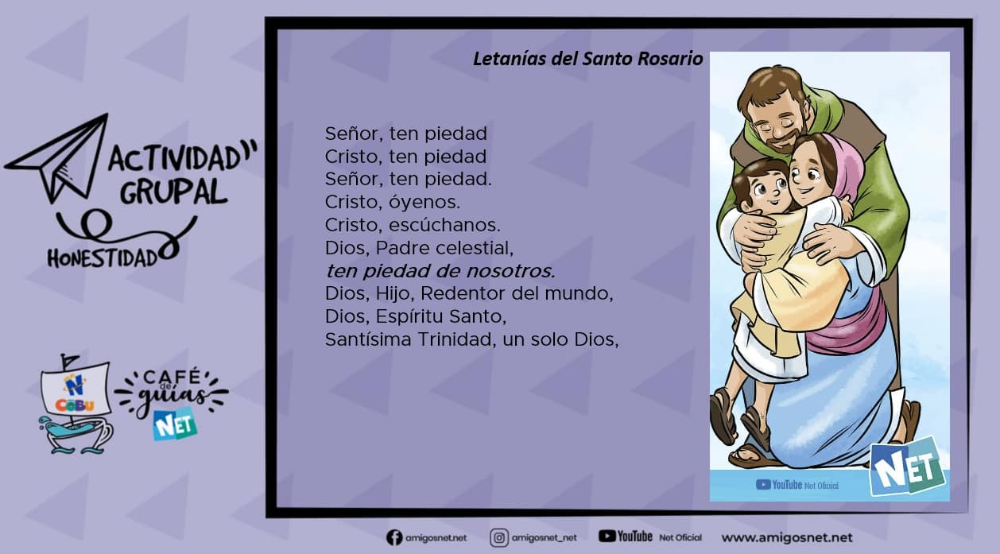 Letanías del Santo Rosario
ACTIVIDAD
GRUPAL
HONESTIDAD
Señor, ten piedad
Cristo, ten piedad
Señor, ten piedad.
Cristo, óyenos.
Cristo, escúchanos.
Dios, Padre celestial,
ten piedad de nosotros.
Dios, Hijo, Redentor del mundo,
Dios, Espíritu Santo,
Santísima Trinidad, un solo Dios,
N
CŌBU
CAFÉ
de
guías
NET
NET
YouTube Net Oficial
amigosnet.net
amigosnet_net
YouTube Net Oficial
www.amigosnet.net